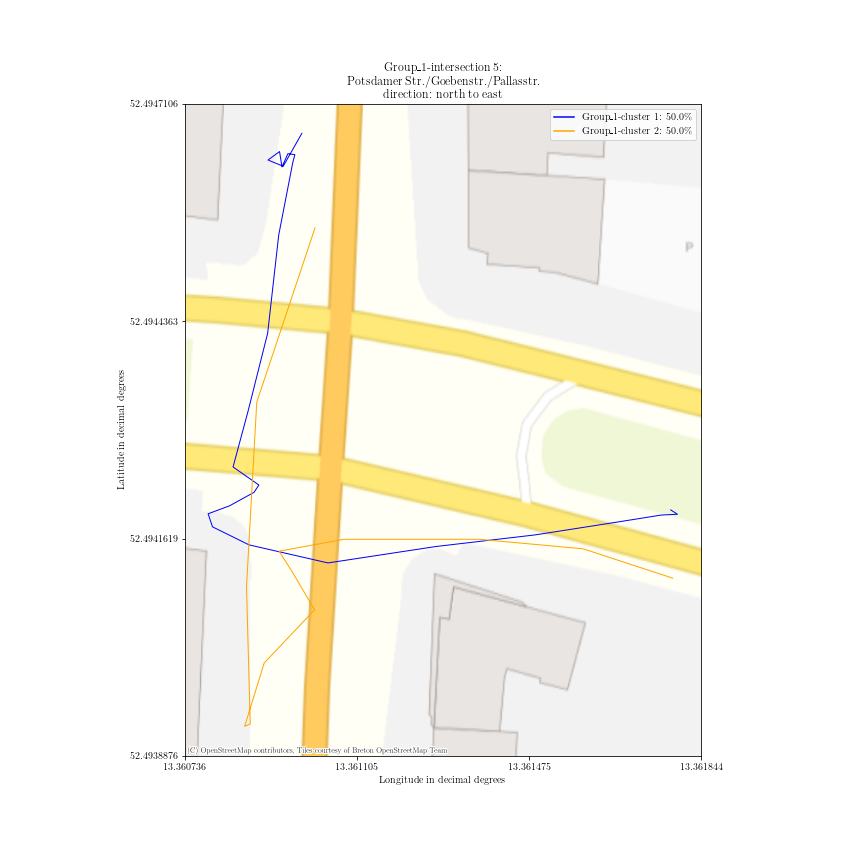 Group_1-intersection 5:
Potsdamer Str./Goebenstr./Pallasstr.
direction: north to east
52.4947106
Group_1-cluster 1: 50.0%
Group_1-cluster 2: 50.0%
P
52.4944363
Latitude in decimal degrees
52.4941619
(C) OpenStreetMap contributors, Tiles courtesy of Breton OpenStreetMap Team
52.4938876
13.360736
13.361105
13.361475
13.361844
Longitude in decimal degrees